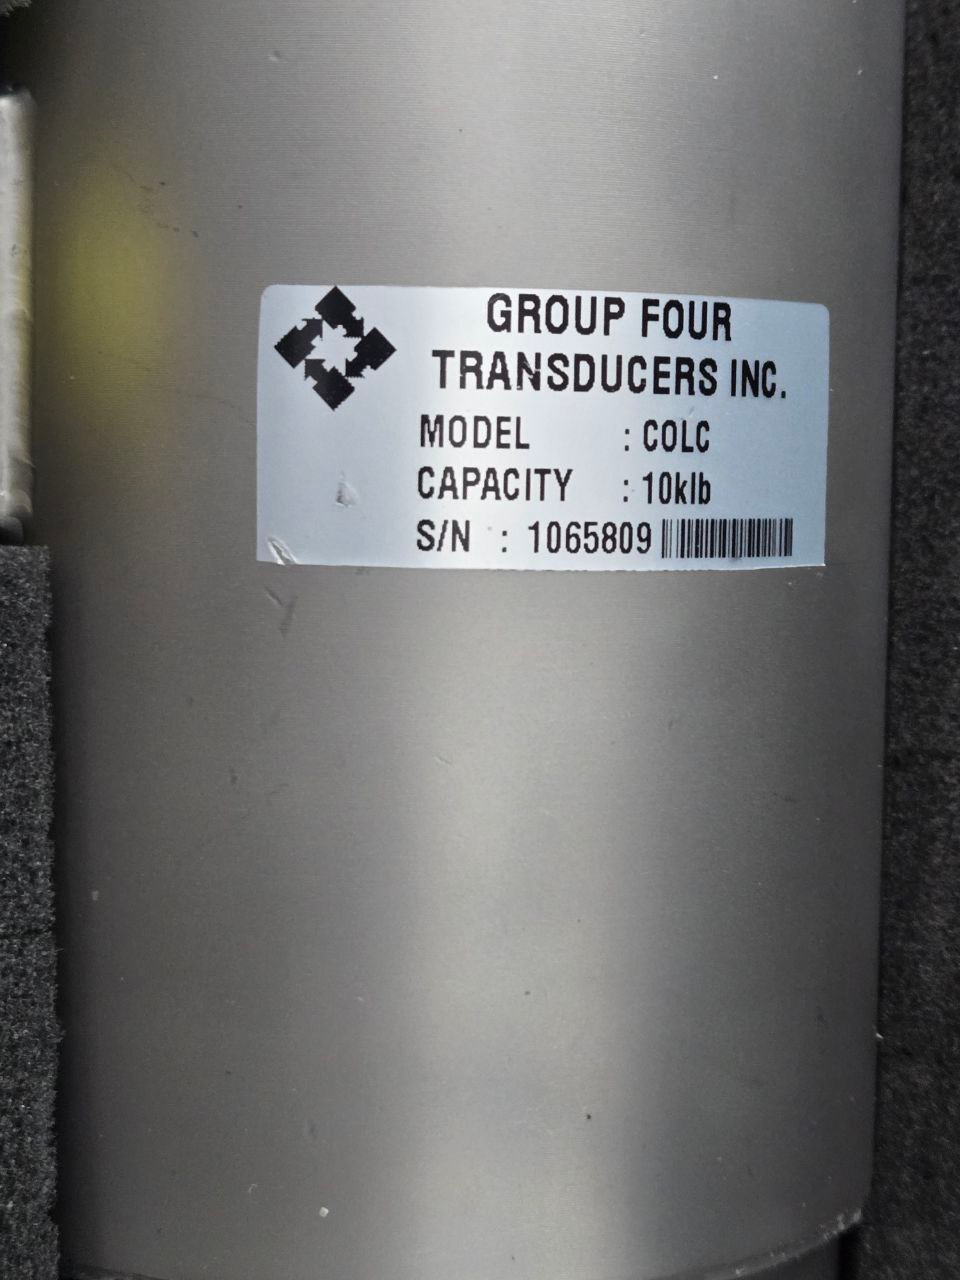 GROUP FOUR
TRANSDUCERS INC.
MODEL : COLC
CAPACITY : 10klb
S/N : 1065809